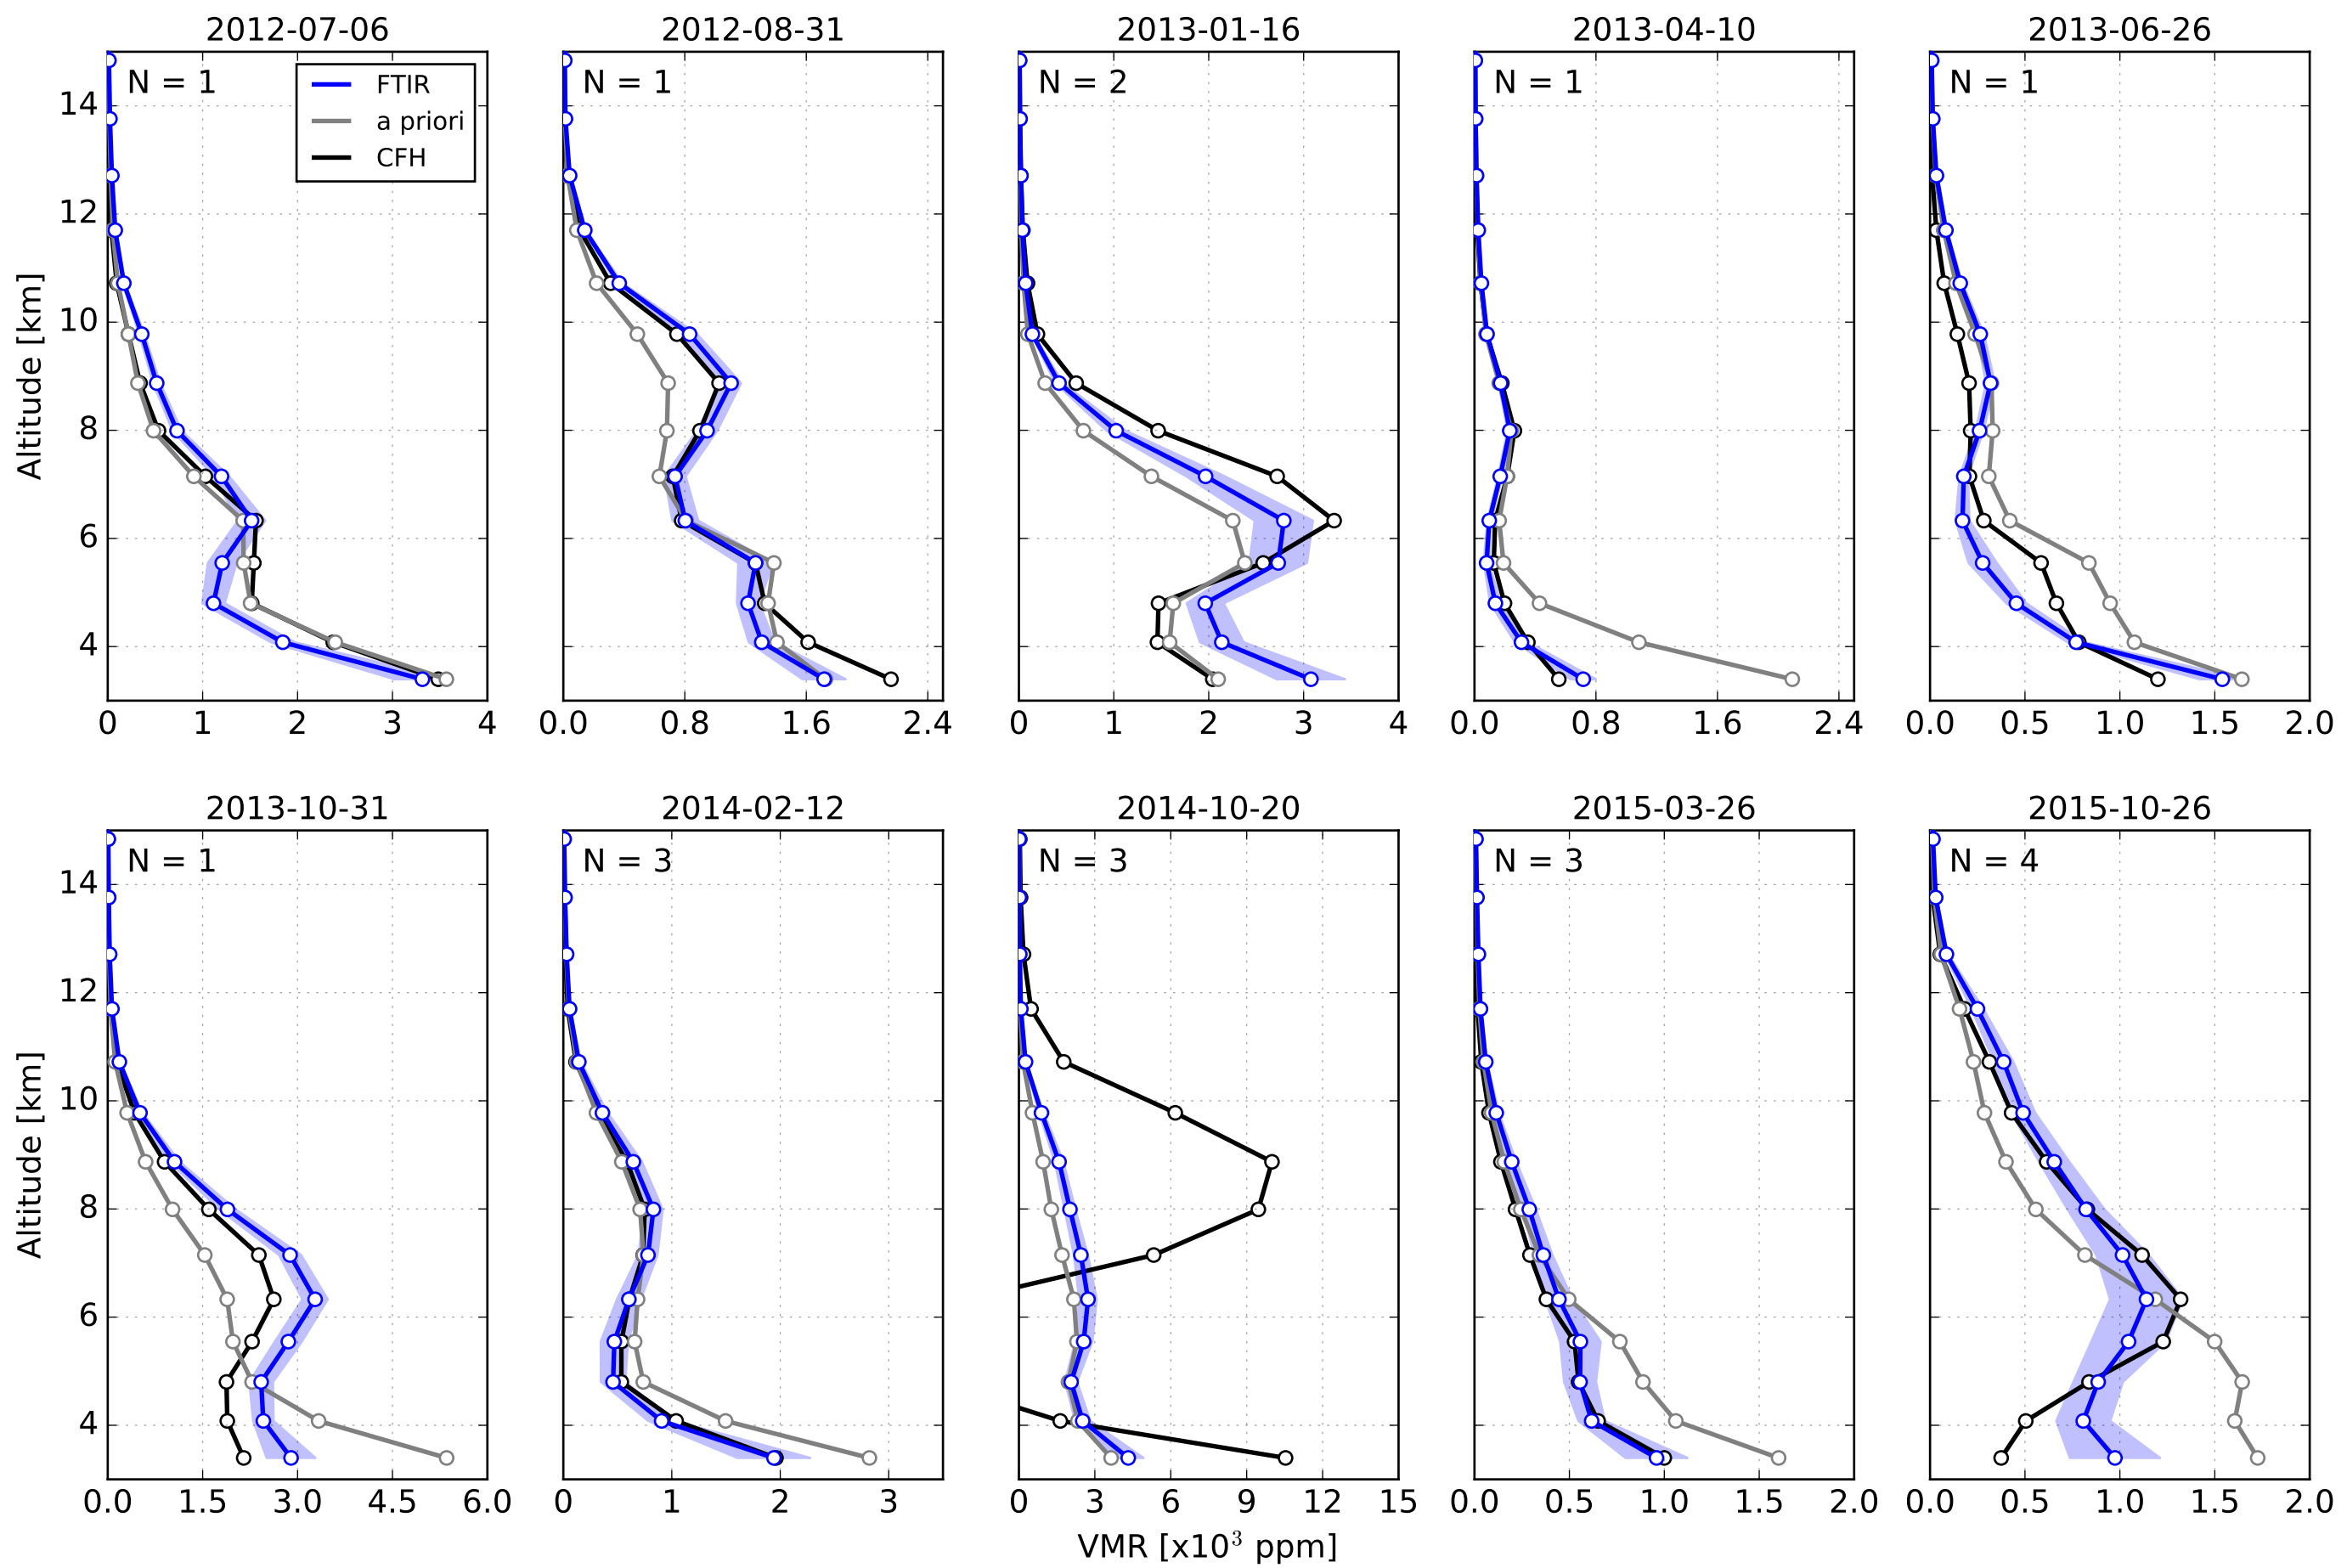 2012-07-06 2012-08-31 2013-01-16 2013-04-10 2013-06-26
N = 1 N = 1 N = 2 N = 1 N = 1
FTIR
a priori
CFH
Altitude [km]
14
12
10
8
6
4
0 1 2 3 4 0.0 0.8 1.6 2.4 0 1 2 3 4 0.0 0.8 1.6 2.4 0.0 0.5 1.0 1.5 2.0
2013-10-31 2014-02-12 2014-10-20 2015-03-26 2015-10-26
N = 1 N = 3 N = 3 N = 3 N = 4
Altitude [km]
14
12
10
8
6
4
0.0 1.5 3.0 4.5 6.0 0 1 2 3 0 3 6 9 12 15 0.0 0.5 1.0 1.5 2.0 0.0 0.5 1.0 1.5 2.0
VMR [x10³ ppm]